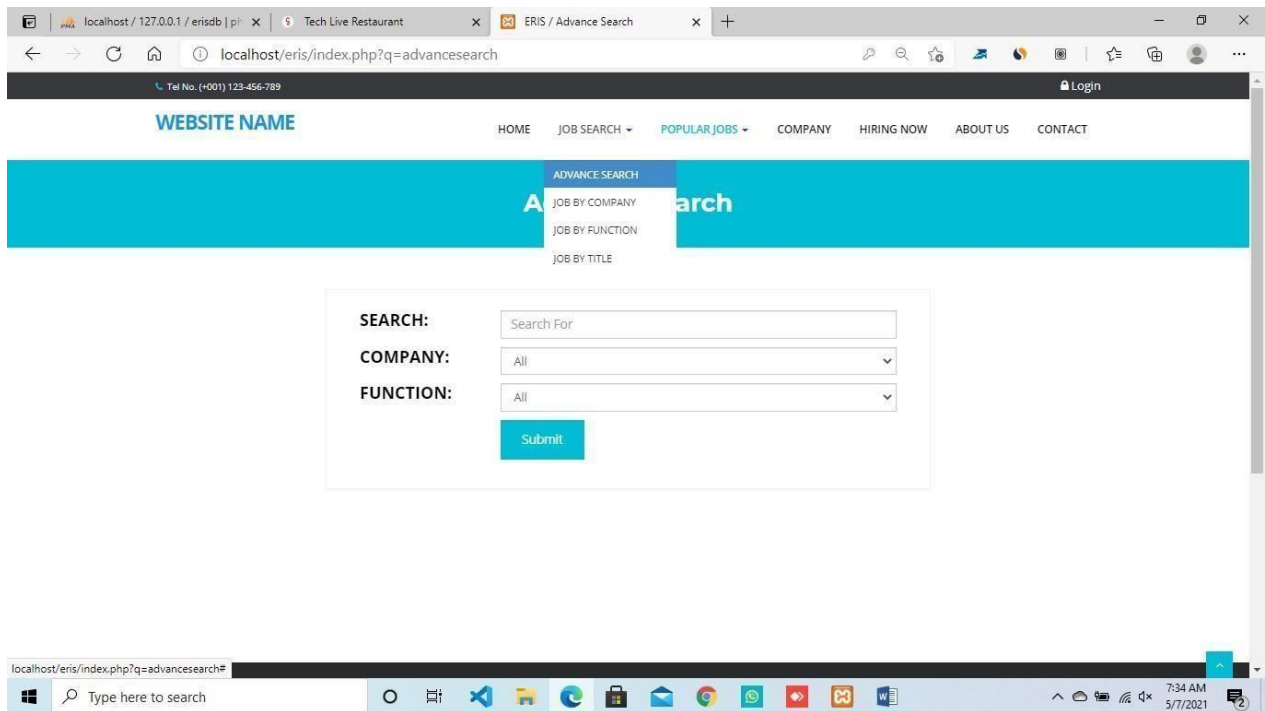 localhost / 127.0.0.1 / erisdb | ph
Tech Live Restaurant
ERIS / Advance Search
localhost/eris/index.php?q=advancesearch
Tel No. (+001) 123-456-789
Login
WEBSITE NAME
HOME JOB SEARCH POPULAR JOBS COMPANY HIRING NOW ABOUT US CONTACT
ADVANCE SEARCH
A arch
JOB BY COMPANY
JOB BY FUNCTION
JOB BY TITLE
SEARCH: Search For
COMPANY: All
FUNCTION: All
Submit
localhost/eris/index.php?q=advancesearch#
Type here to search
7:34 AM
5/7/2021
2